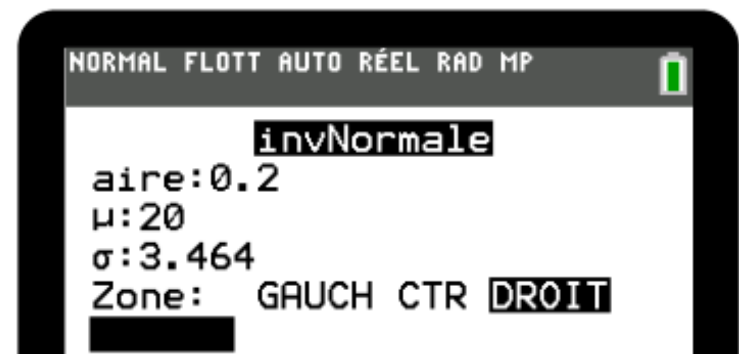 NORMAL FLOTT AUTO RÉEL RAD MP
invNormale
aire:0.2
μ:20
σ:3.464
Zone: GAUCH CTR DROIT